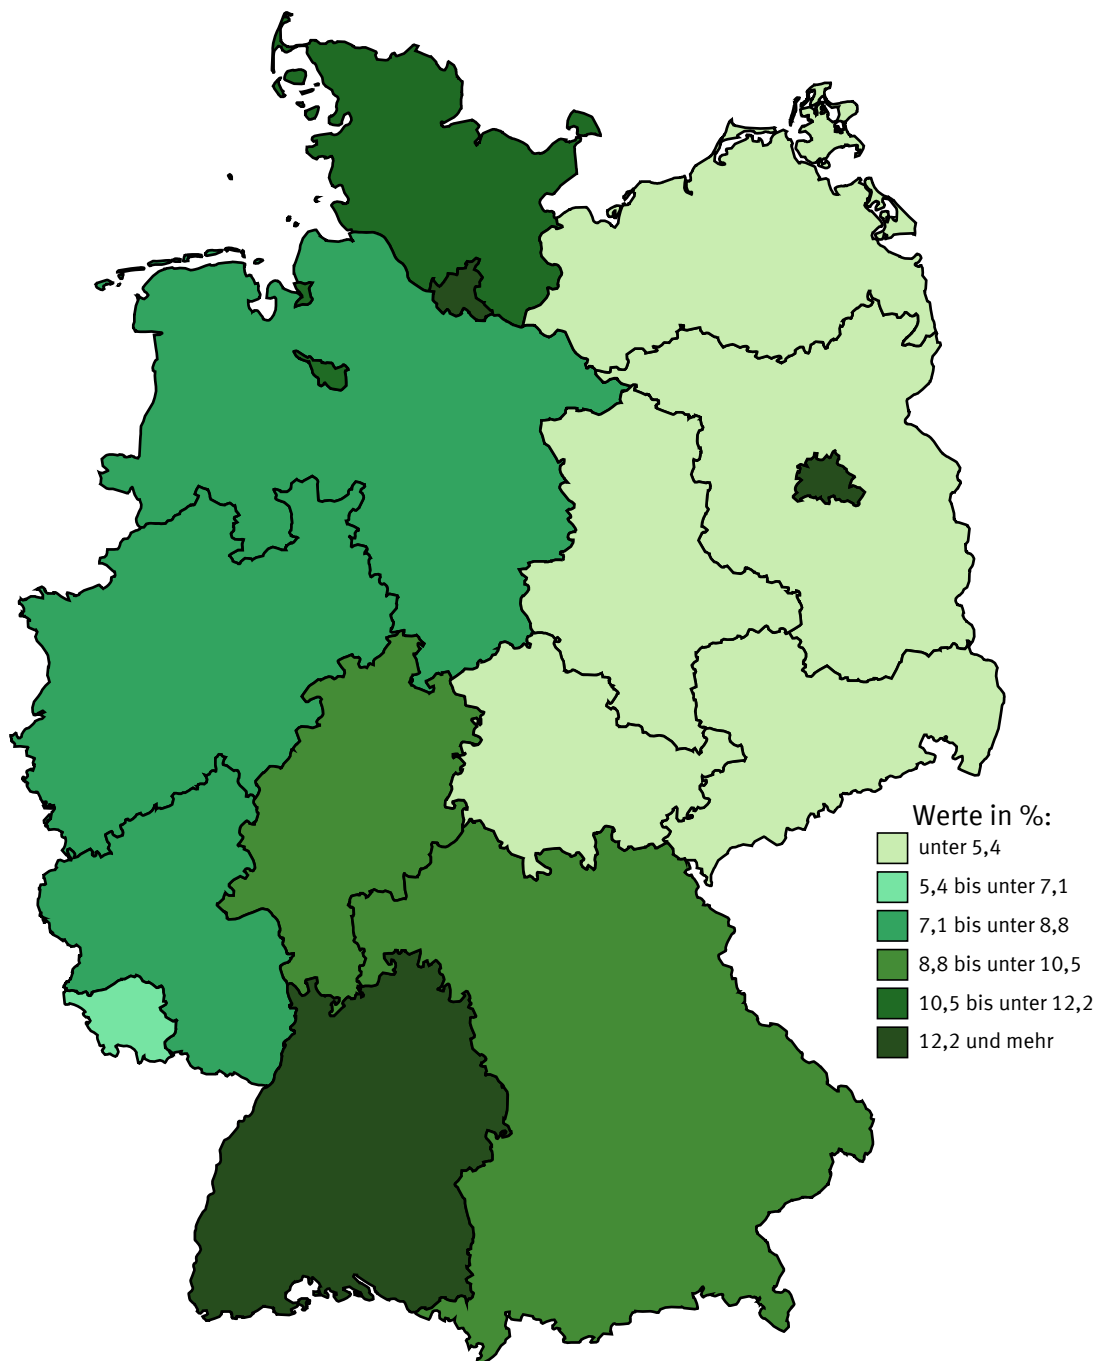 Werte in %:
unter 5,4
5,4 bis unter 7,1
7,1 bis unter 8,8
8,8 bis unter 10,5
10,5 bis unter 12,2
12,2 und mehr